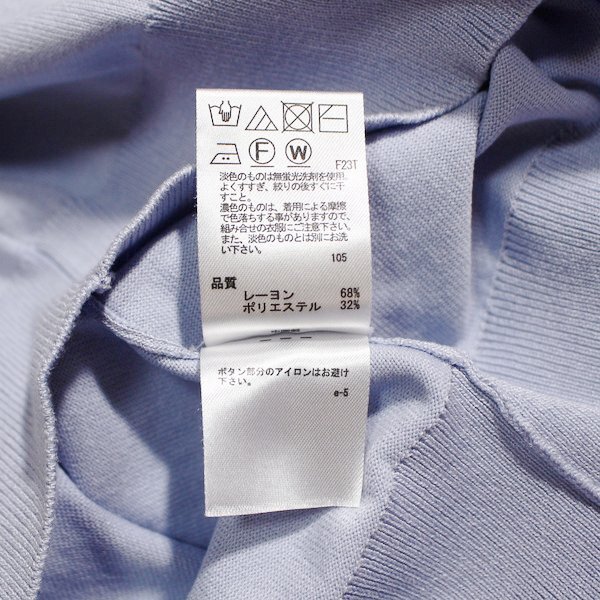 F W F23T
淡色のものは無蛍光洗剤を使用。
よくすすぎ、絞りの後すぐに干
すこと。
濃色のものは、着用による摩擦
で色落ちする事がありますので、
組み合せの衣服にご注意下さい。
また、淡色のものとは別にお洗
い下さい。
105
品質
レーヨン 68%
ポリエステル 32%
ボタン部分のアイロンはお避け
下さい。
e-5